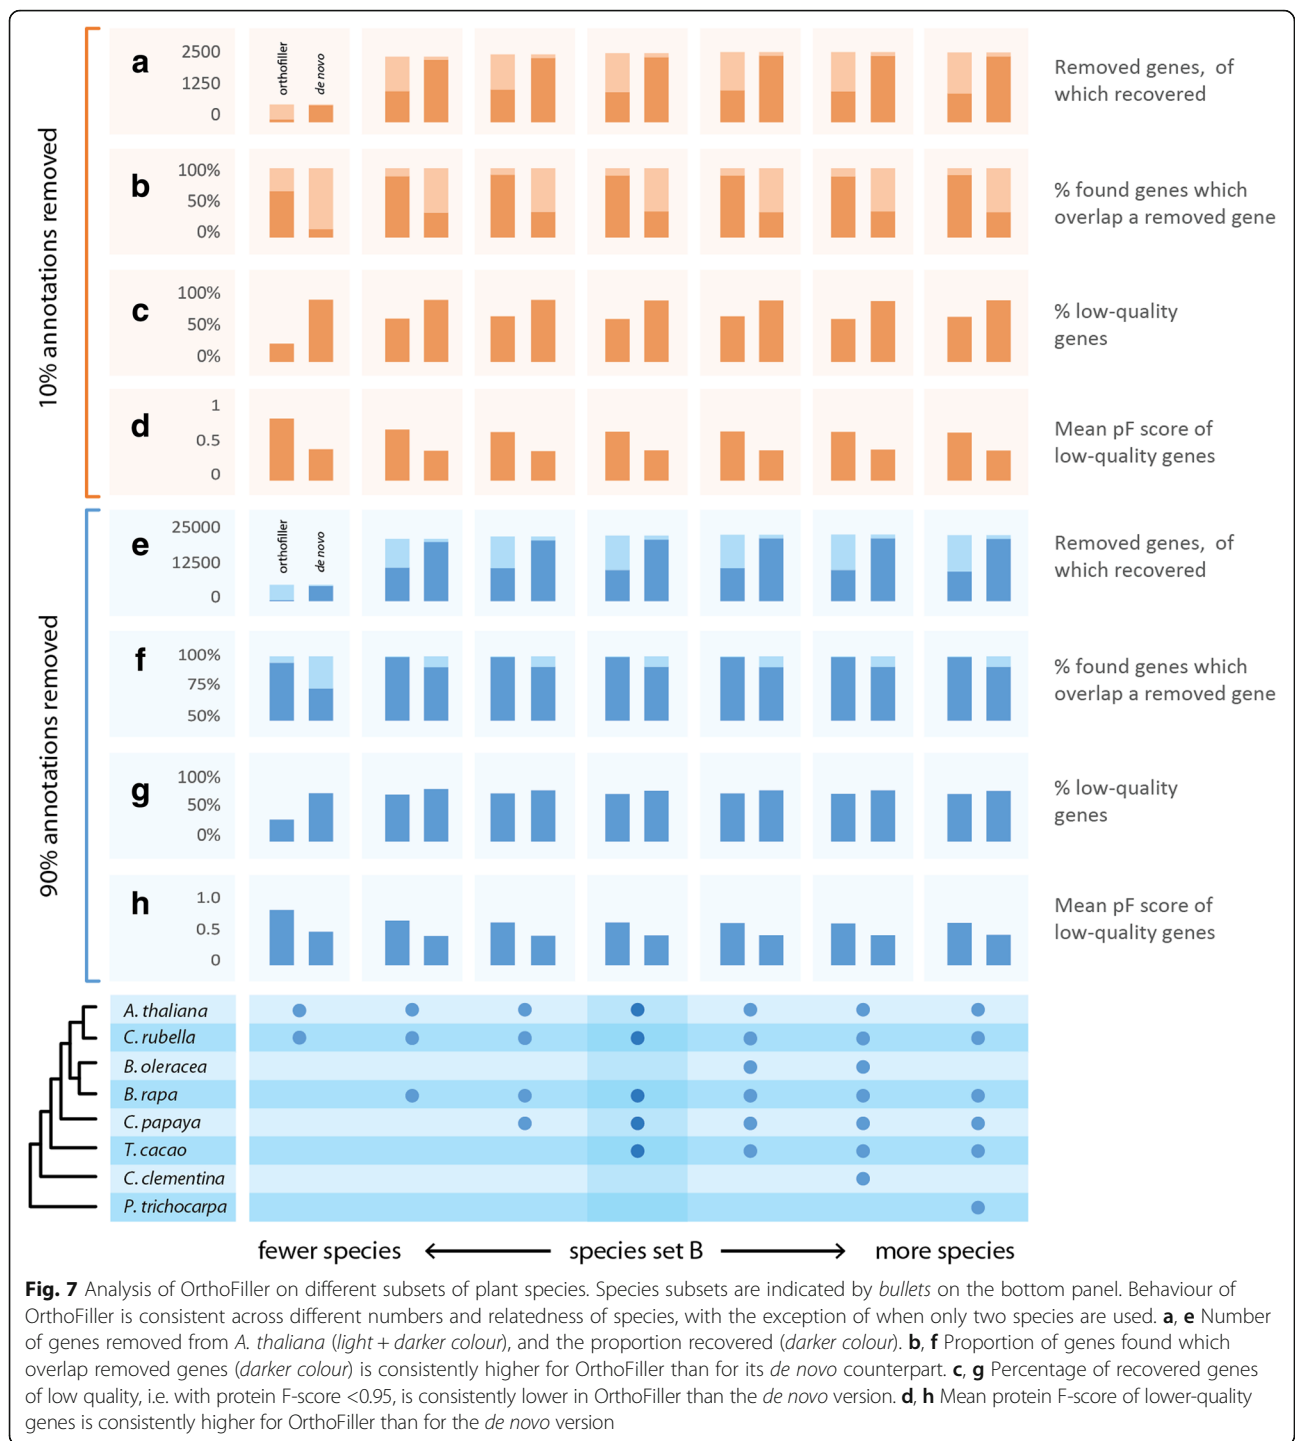 10% annotations removed
a
2500
1250
0
orthofiller
de novo
Removed genes, of
which recovered
b
100%
50%
0%
% found genes which
overlap a removed gene
c
100%
50%
0%
% low-quality
genes
d
1
0.5
0
Mean pF score of
low-quality genes
90% annotations removed
e
25000
12500
0
orthofiller
de novo
Removed genes, of
which recovered
f
100%
75%
50%
% found genes which
overlap a removed gene
g
100%
50%
0%
% low-quality
genes
h
1.0
0.5
0
Mean pF score of
low-quality genes
A. thaliana
C. rubella
B. oleracea
B. rapa
C. papaya
T. cacao
C. clementina
P. trichocarpa
fewer species species set B more species
Fig. 7 Analysis of OrthoFiller on different subsets of plant species. Species subsets are indicated by bullets on the bottom panel. Behaviour of
OrthoFiller is consistent across different numbers and relatedness of species, with the exception of when only two species are used. a, e Number
of genes removed from A. thaliana (light + darker colour), and the proportion recovered (darker colour). b, f Proportion of genes found which
overlap removed genes (darker colour) is consistently higher for OrthoFiller than for its de novo counterpart. c, g Percentage of recovered genes
of low quality, i.e. with protein F-score <0.95, is consistently lower in OrthoFiller than the de novo version. d, h Mean protein F-score of lower-quality
genes is consistently higher for OrthoFiller than for the de novo version